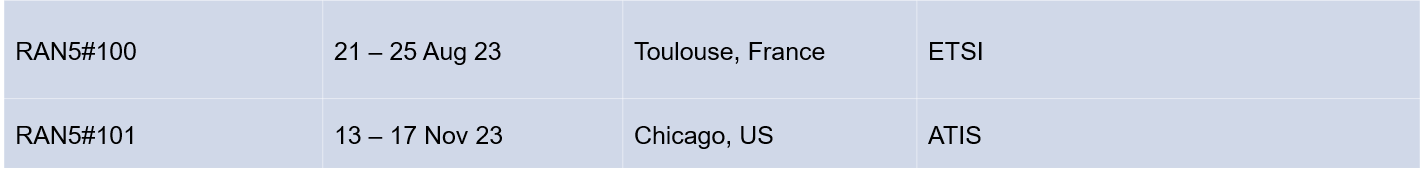 RAN5#100 21 – 25 Aug 23 Toulouse, France ETSI
RAN5#101 13 – 17 Nov 23 Chicago, US ATIS